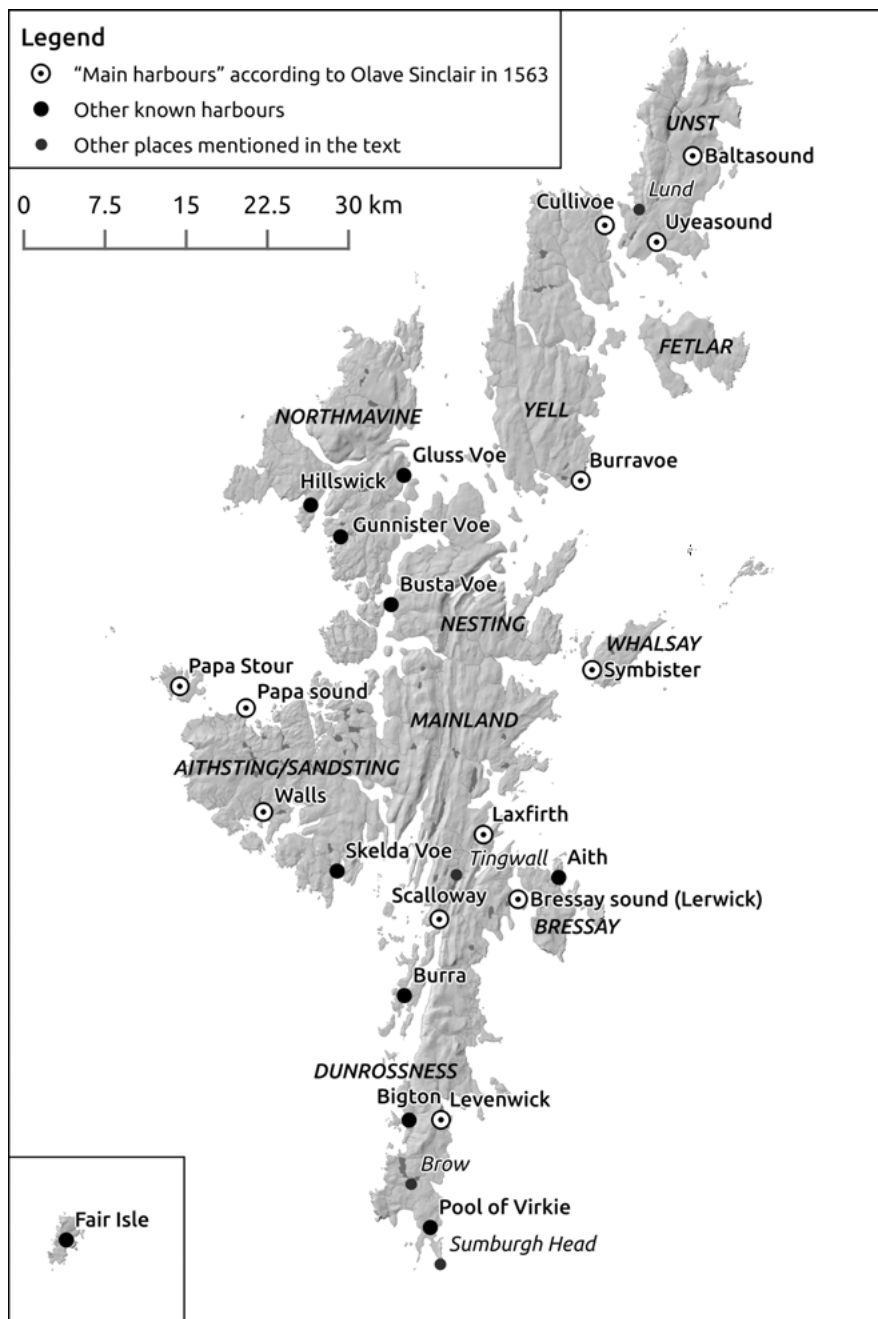 Legend
“Main harbours” according to Olave Sinclair in 1563
Other known harbours
Other places mentioned in the text
0 7.5 15 22.5 30 km
UNST
Baltasound
Lund
Cullivoe
Uyeasound
FETLAR
YELL
NORTHMAVINE
Gluss Voe
Burravoe
Hillswick
Gunnister Voe
Busta Voe
NESTING
WHALSAY
Symbister
Papa Stour
Papa sound
MAINLAND
AITHSTING/SANDSTING
Walls
Laxfirth
Skelda Voe
Tingwall
Aith
Scalloway
Bressay sound (Lerwick)
BRESSAY
Burra
DUNROSSNESS
Bigton
Levenwick
Brow
Pool of Virkie
Fair Isle
Sumburgh Head